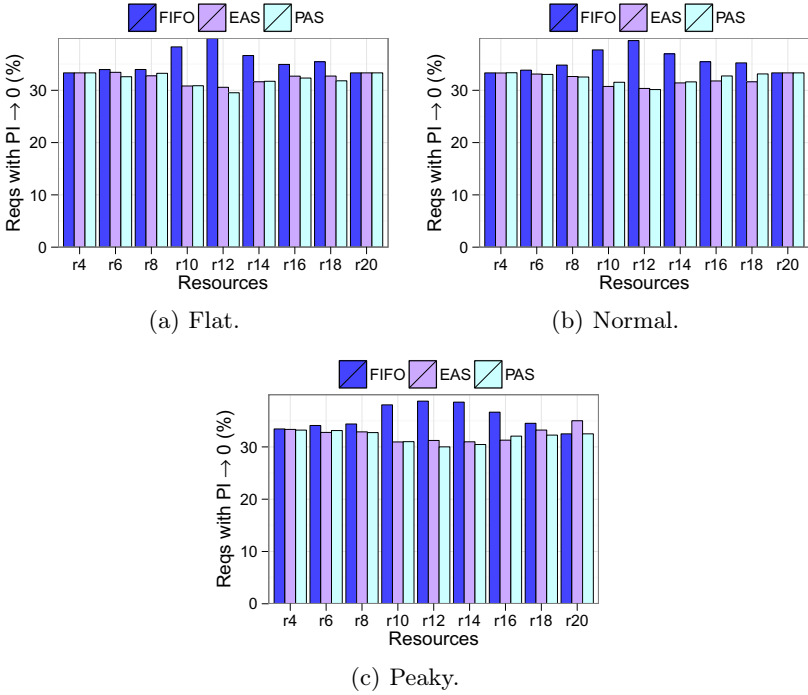 FIFO EAS PAS
Reqs with PI → 0 (%)
30
20
10
0
r4 r6 r8 r10 r12 r14 r16 r18 r20
Resources
(a) Flat.
FIFO EAS PAS
Reqs with PI → 0 (%)
30
20
10
0
r4 r6 r8 r10 r12 r14 r16 r18 r20
Resources
(b) Normal.
FIFO EAS PAS
Reqs with PI → 0 (%)
30
20
10
0
r4 r6 r8 r10 r12 r14 r16 r18 r20
Resources
(c) Peaky.